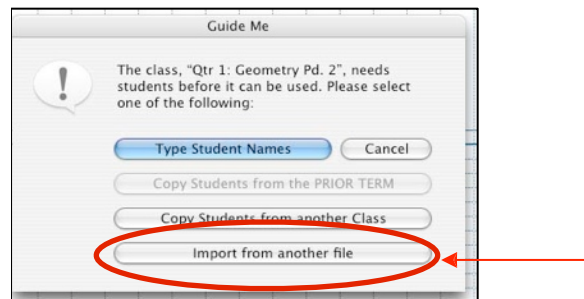 Guide Me
The class, “Qtr 1: Geometry Pd. 2”, needs
students before it can be used. Please select
one of the following:
Type Student Names
Cancel
Copy Students from the PRIOR TERM
Copy Students from another Class
Import from another file